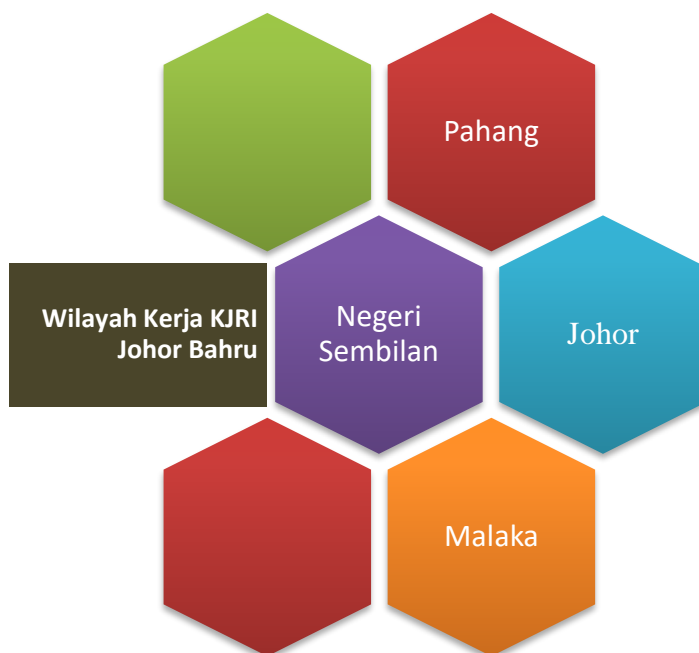 Pahang
Wilayah Kerja KJRI
Johor Bahru
Negeri
Sembilan
Johor
Malaka